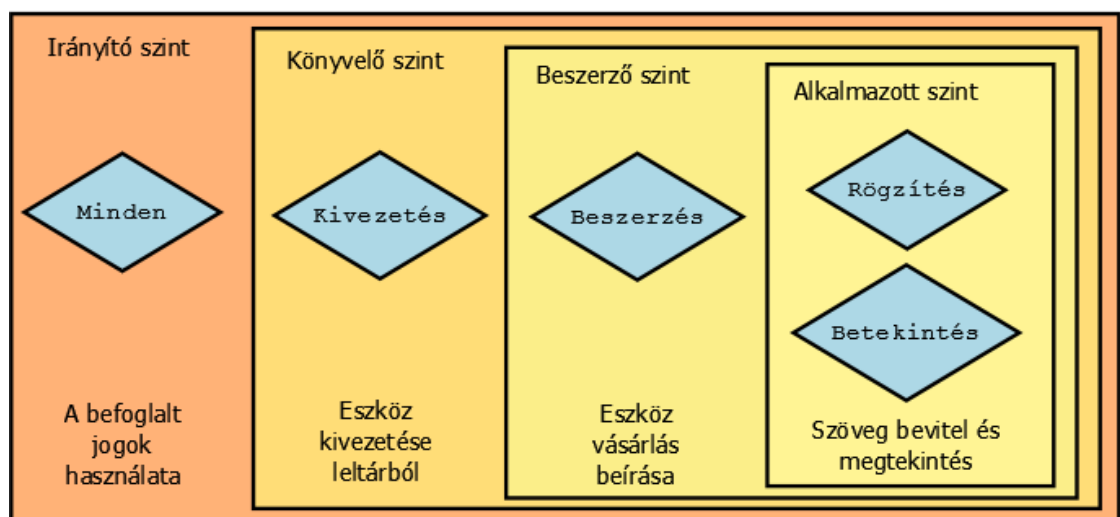 Irányító szint
Minden
A befoglalt
jogok
használata
Könyvelő szint
Kivezetés
Eszköz
kivezetése
leltárból
Beszerző szint
Beszerzés
Eszköz
vásárlás
beírása
Alkalmazott szint
Rögzítés
Betekintés
Szöveg bevitel és
megtekintés